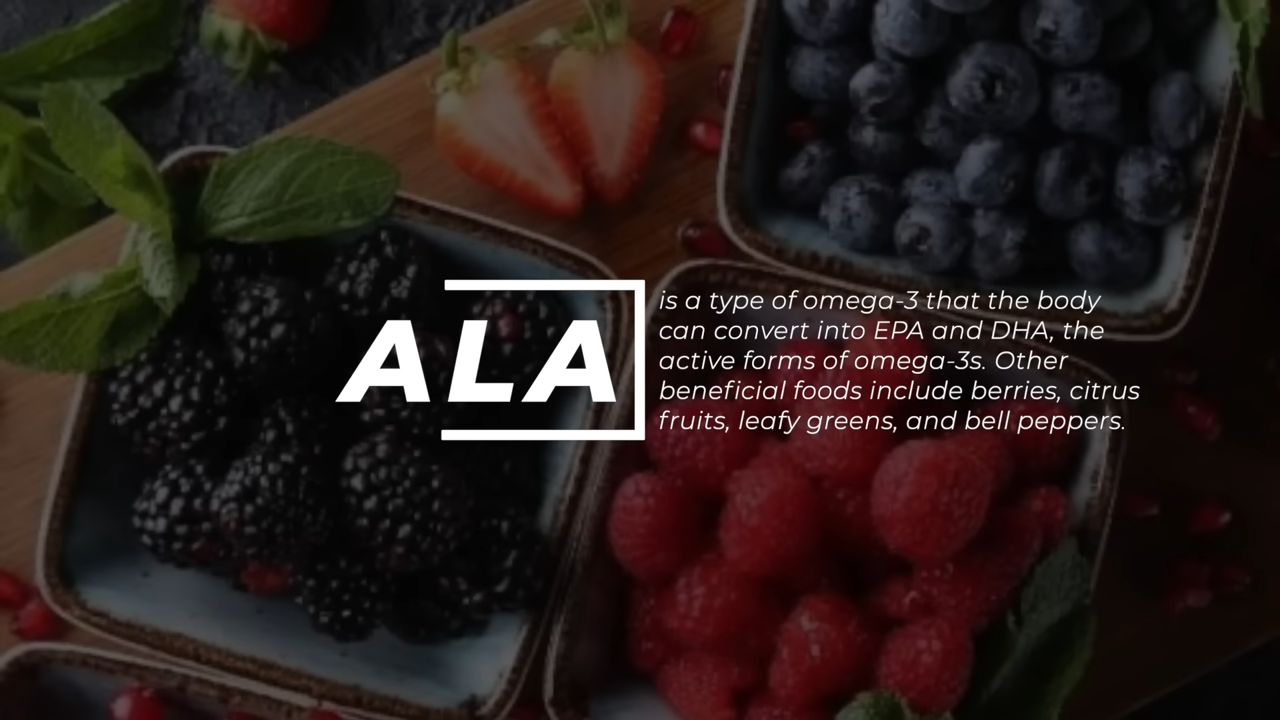 ALA
is a type of omega-3 that the body
can convert into EPA and DHA, the
active forms of omega-3s. Other
beneficial foods include berries, citrus
fruits, leafy greens, and bell peppers.